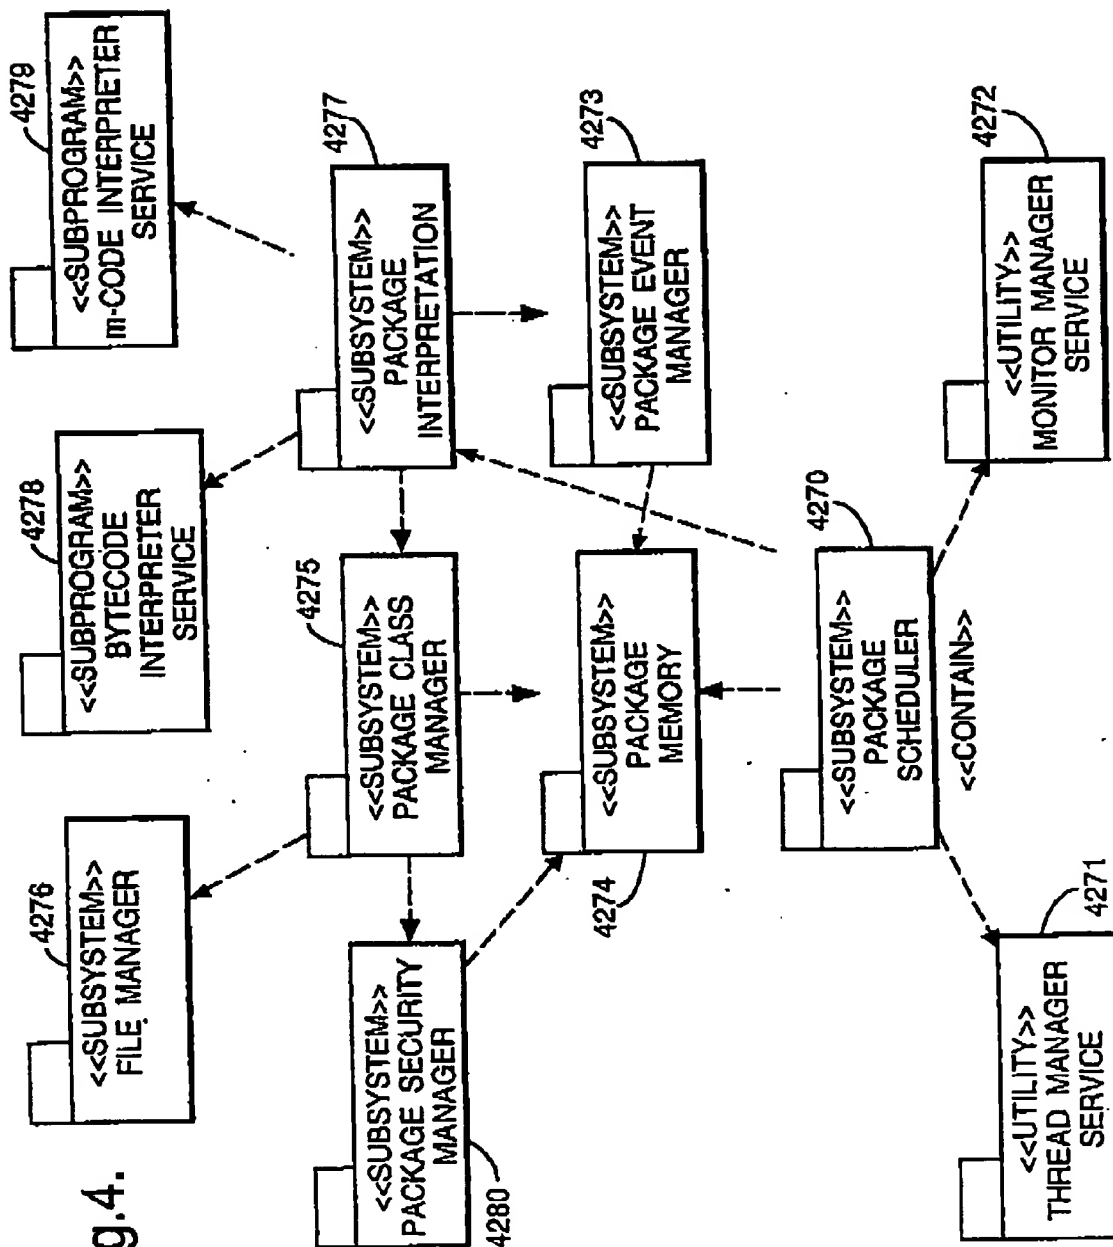 g.4.
4276
<<SUBSYSTEM>>
FILE MANAGER
4278
<<SUBPROGRAM>>
BYTECODE
INTERPRETER
SERVICE
4279
<<SUBPROGRAM>>
m-CODE INTERPRETER
SERVICE
<<SUBSYSTEM>>
PACKAGE SECURITY
MANAGER
4280
4275
<<SUBSYSTEM>>
PACKAGE CLASS
MANAGER
4277
<<SUBSYSTEM>>
PACKAGE
INTERPRETATION
<<SUBSYSTEM>>
PACKAGE
MEMORY
4274
4273
<<SUBSYSTEM>>
PACKAGE EVENT
MANAGER
4270
<<SUBSYSTEM>>
PACKAGE
SCHEDULER
<<CONTAIN>>
4271
<<UTILITY>>
THREAD MANAGER
SERVICE
4272
<<UTILITY>>
MONITOR MANAGER
SERVICE